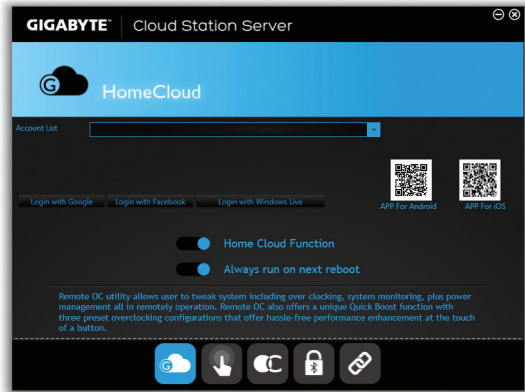 GIGABYTE™ Cloud Station Server
G HomeCloud
Account List
Login with Google Login with Facebook Login with Windows Live
APP For Android APP For iOS
Home Cloud Function
Always run on next reboot
Remote OC utility allows user to tweak system including over clocking, system monitoring, plus power
management all in remotely operation. Remote OC also offers a unique Quick Boost function with
three preset overclocking configurations that offer hassle-free performance enhancement at the touch
of a button.
G OC